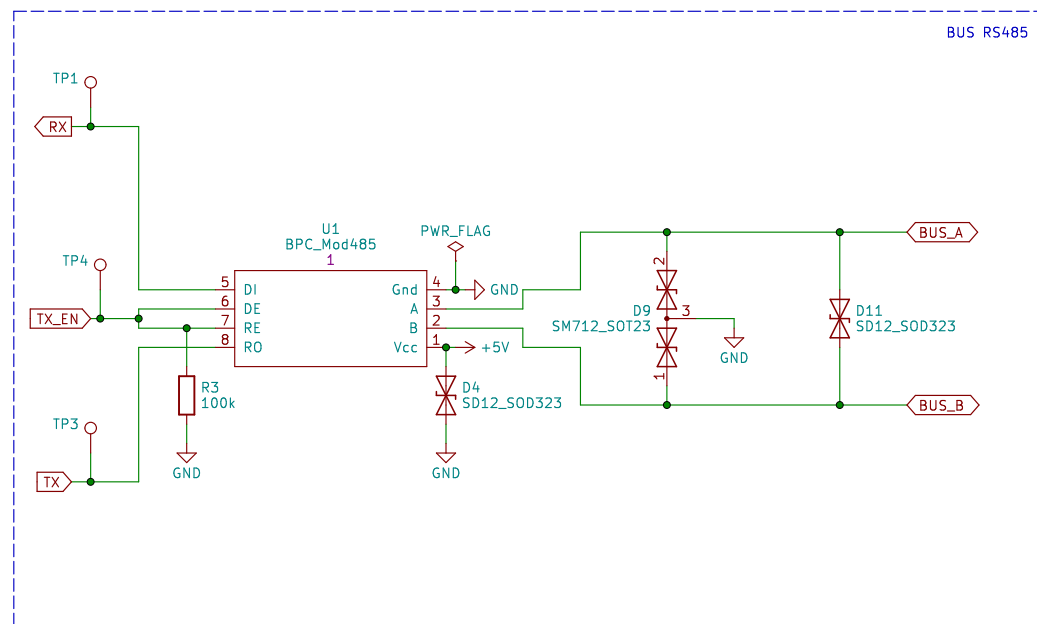 BUS RS485
TP1
RX
TP4
TX_EN
U1
BPC_Mod485
1
PWR_FLAG
5 DI
6 DE
7 RE
8 RO
Gnd 4
A 3
B 2
Vcc 1
GND
+5V
R3
100k
GND
D4
SD12_SOD323
GND
TP3
TX
2
D9
SM712_SOT23
3
1
GND
D11
SD12_SOD323
BUS_A
BUS_B